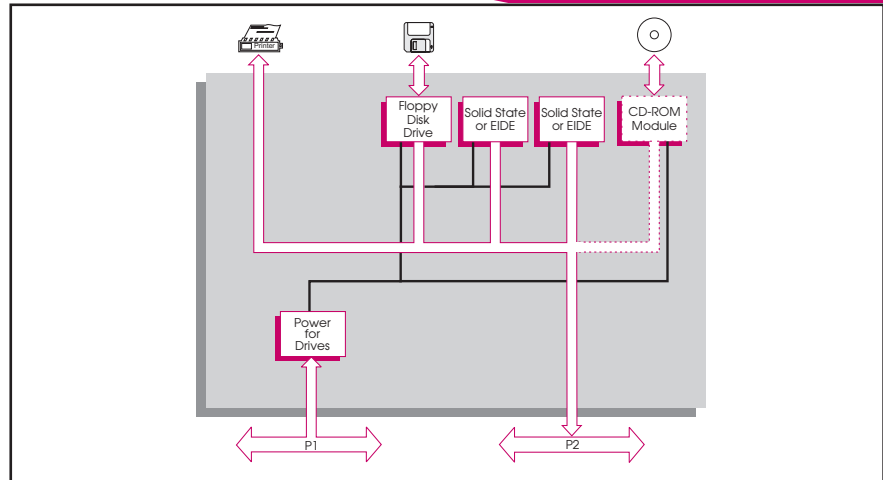 Printer
Floppy
Disk
Drive
Solid State
or EIDE
Solid State
or EIDE
CD-ROM
Module
Power
for
Drives
P1
P2